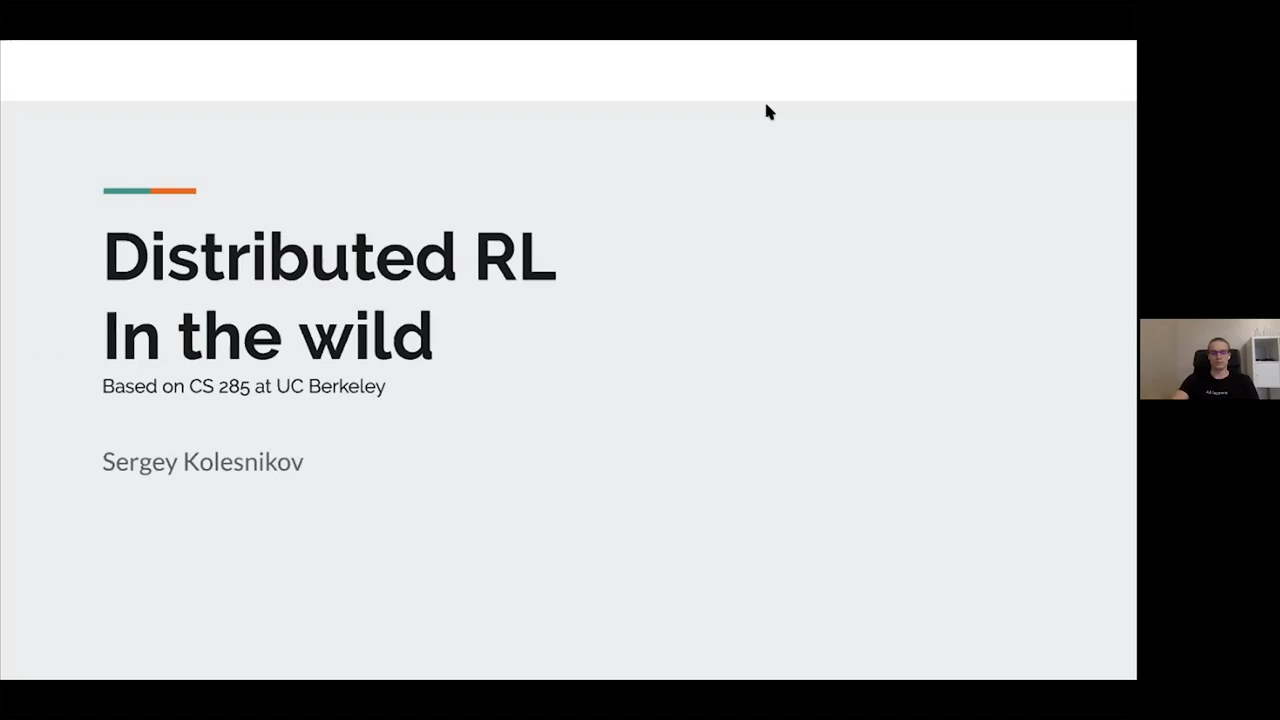 Distributed RL
In the wild
Based on CS 285 at UC Berkeley
Sergey Kolesnikov